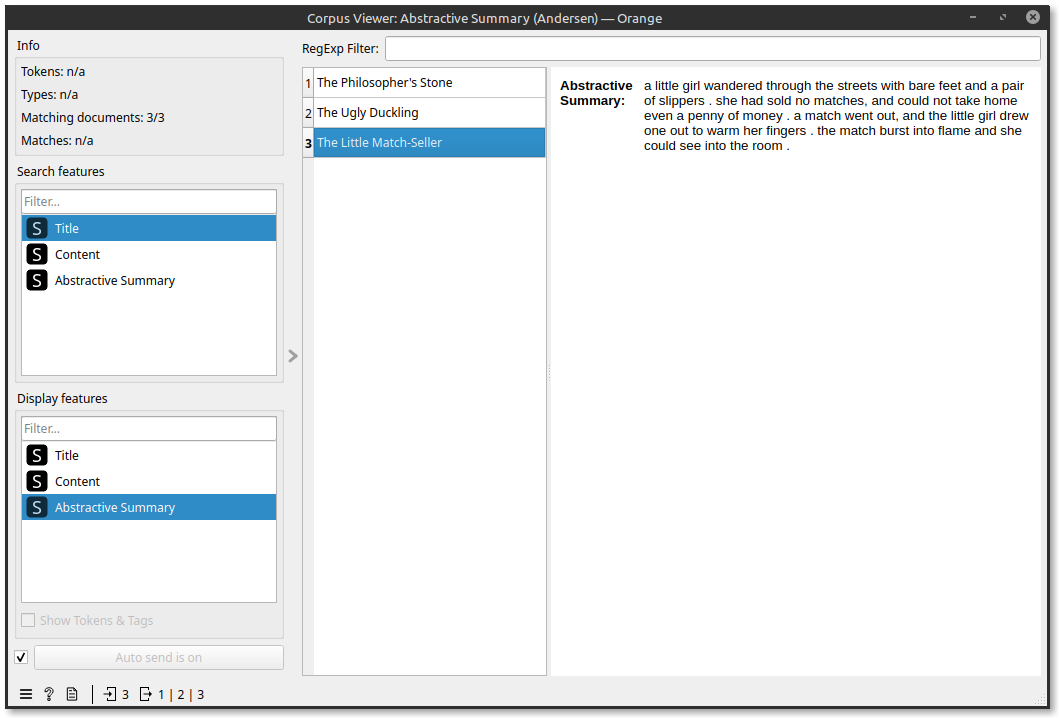 Corpus Viewer: Abstractive Summary (Andersen) — Orange
Info
Tokens: n/a
Types: n/a
Matching documents: 3/3
Matches: n/a
Search features
Filter...
S Title
S Content
S Abstractive Summary
Display features
Filter...
S Title
S Content
S Abstractive Summary
Show Tokens & Tags
Auto send is on
? 3 1 | 2 | 3
RegExp Filter:
1 The Philosopher's Stone
2 The Ugly Duckling
3 The Little Match-Seller
Abstractive Summary:
a little girl wandered through the streets with bare feet and a pair
of slippers . she had sold no matches, and could not take home
even a penny of money . a match went out, and the little girl drew
one out to warm her fingers . the match burst into flame and she
could see into the room .